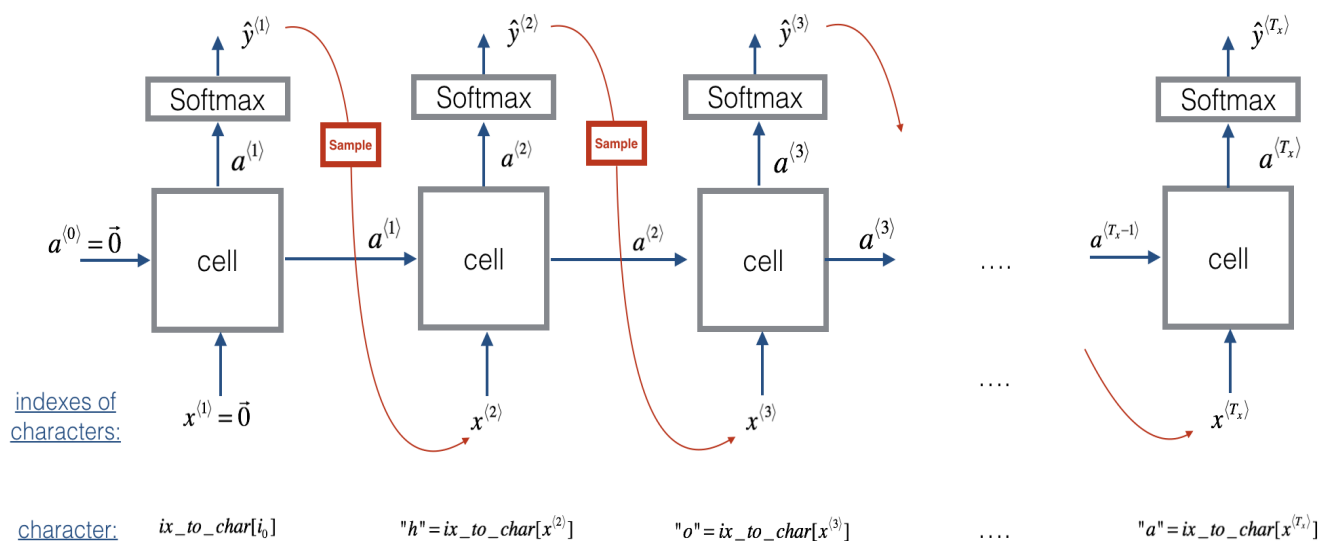 ŷ⟨1⟩ ŷ⟨2⟩ ŷ⟨3⟩ ŷ⟨Tₓ⟩
Softmax Softmax Softmax Softmax
Sample Sample
a⟨1⟩ a⟨2⟩ a⟨3⟩ a⟨Tₓ⟩
a⟨0⟩ = 0⃗ a⟨1⟩ a⟨2⟩ a⟨3⟩ a⟨Tₓ−1⟩
cell cell cell .... cell
....
indexes of
characters:
x⟨1⟩ = 0⃗ x⟨2⟩ x⟨3⟩ x⟨Tₓ⟩
character: ix_to_char[i₀] "h" = ix_to_char[x⟨2⟩] "o" = ix_to_char[x⟨3⟩] .... "a" = ix_to_char[x⟨Tₓ⟩]